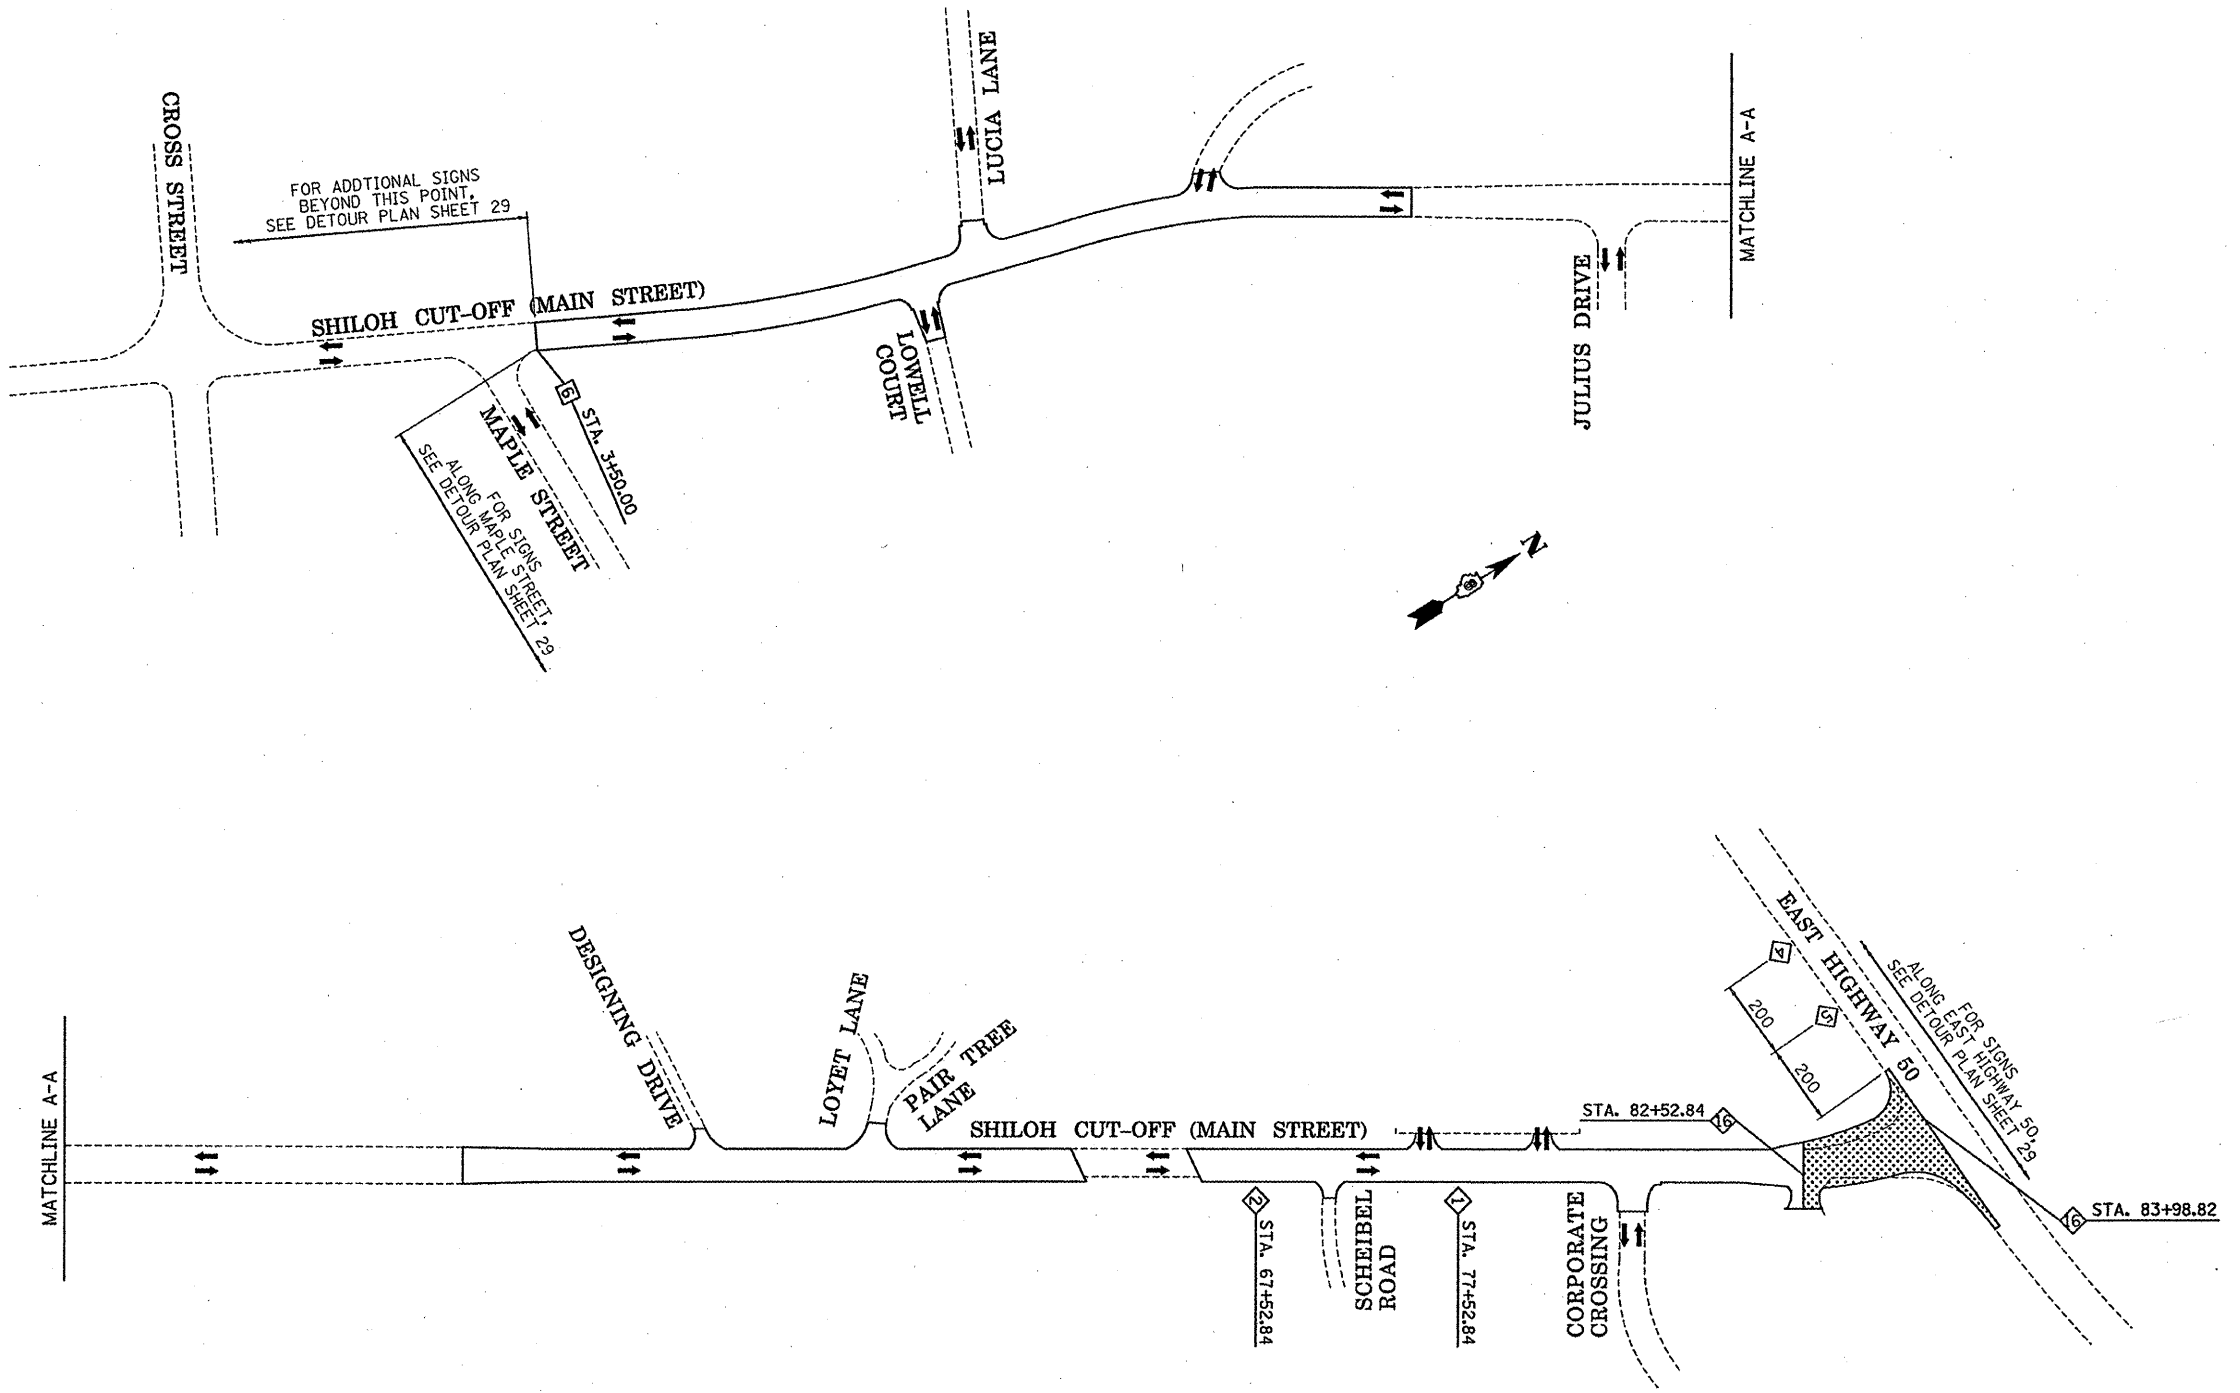 CROSS STREET
FOR ADDTIONAL SIGNS
BEYOND THIS POINT,
SEE DETOUR PLAN SHEET 29
SHILOH CUT-OFF (MAIN STREET)
LUCIA LANE
MATCHLINE A-A
JULIUS DRIVE
LOWELL
COURT
6
STA. 3+50.00
MAPLE STREET
FOR SIGNS
ALONG MAPLE STREET,
SEE DETOUR PLAN SHEET 29
N
MATCHLINE A-A
DESIGNING DRIVE
LOYET LANE
PAIR TREE
LANE
SHILOH CUT-OFF (MAIN STREET)
2
STA. 67+52.84
SCHEIBEL
ROAD
1
STA. 77+52.84
CORPORATE
CROSSING
STA. 82+52.84
16
EAST HIGHWAY 50
200
5
200
FOR SIGNS
ALONG EAST HIGHWAY 50,
SEE DETOUR PLAN SHEET 29
16
STA. 83+98.82